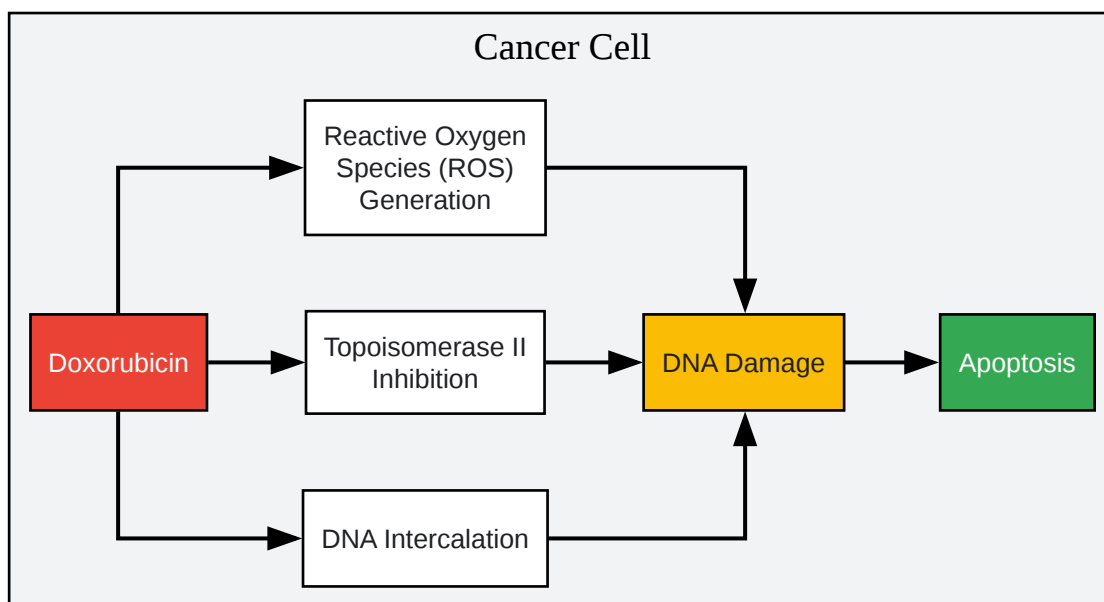 Cancer Cell
Reactive Oxygen
Species (ROS)
Generation
Doxorubicin
Topoisomerase II
Inhibition
DNA Damage
Apoptosis
DNA Intercalation